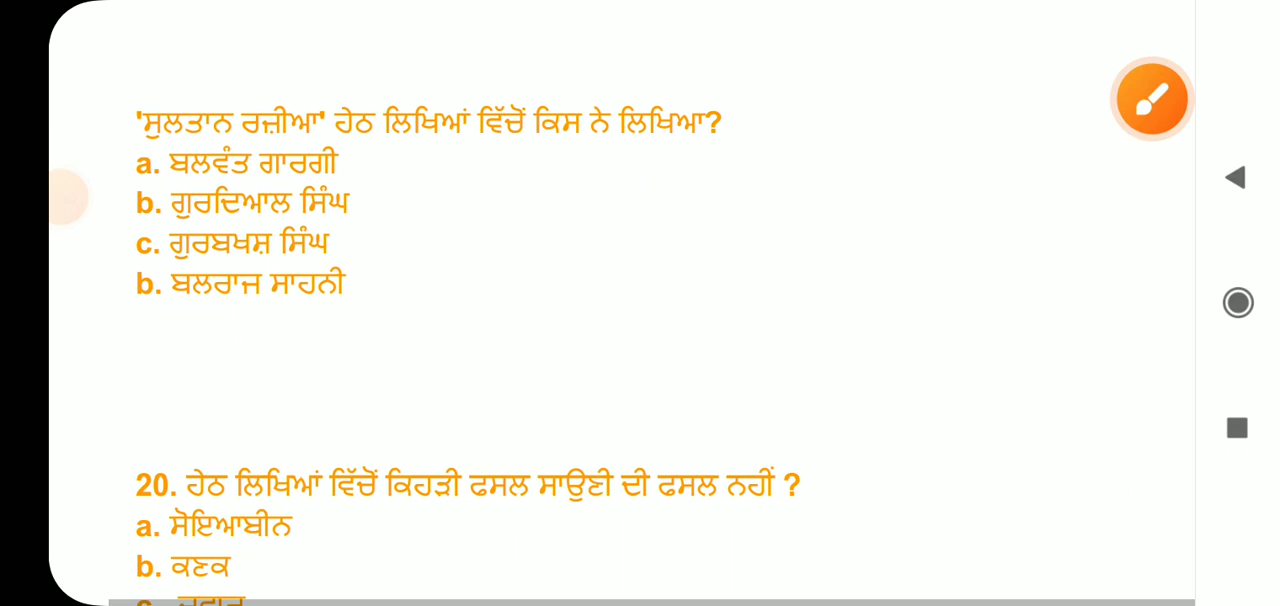 'ਸੁਲਤਾਨ ਰਜ਼ੀਆ' ਹੇਠ ਲਿਖਿਆਂ ਵਿੱਚੋਂ ਕਿਸ ਨੇ ਲਿਖਿਆ?
a. ਬਲਵੰਤ ਗਾਰਗੀ
b. ਗੁਰਦਿਆਲ ਸਿੰਘ
c. ਗੁਰਬਖਸ਼ ਸਿੰਘ
b. ਬਲਰਾਜ ਸਾਹਨੀ
20. ਹੇਠ ਲਿਖਿਆਂ ਵਿੱਚੋਂ ਕਿਹੜੀ ਫਸਲ ਸਾਉਣੀ ਦੀ ਫਸਲ ਨਹੀਂ ?
a. ਸੋਇਆਬੀਨ
b. ਕਣਕ